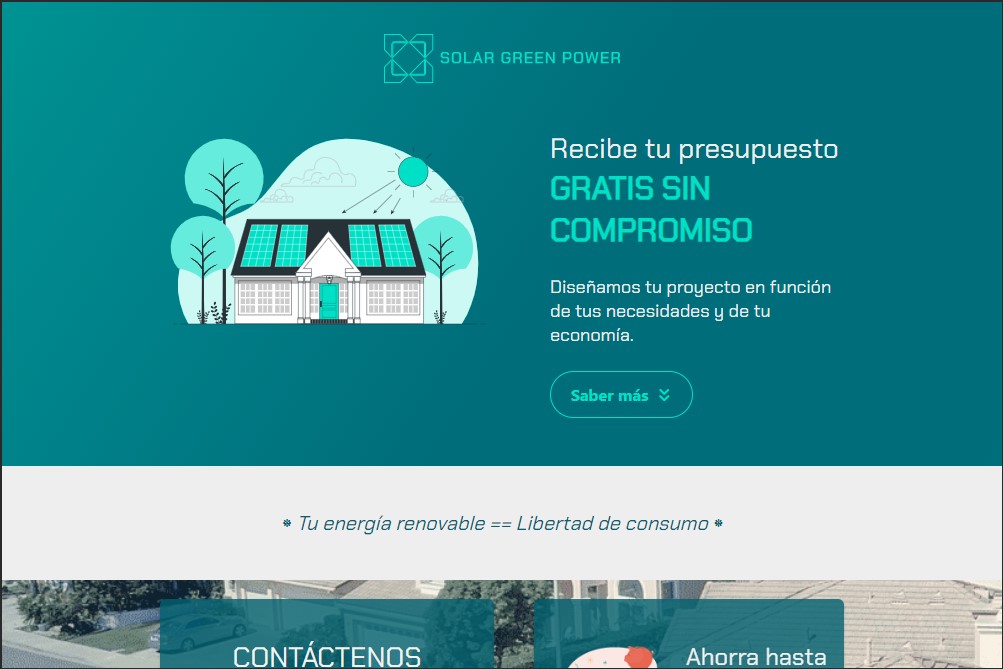 SOLAR GREEN POWER
Recibe tu presupuesto
GRATIS SIN
COMPROMISO
Diseñamos tu proyecto en función
de tus necesidades y de tu
economía.
Saber más
Tu energía renovable == Libertad de consumo
CONTÁCTENOS
Ahorra hasta